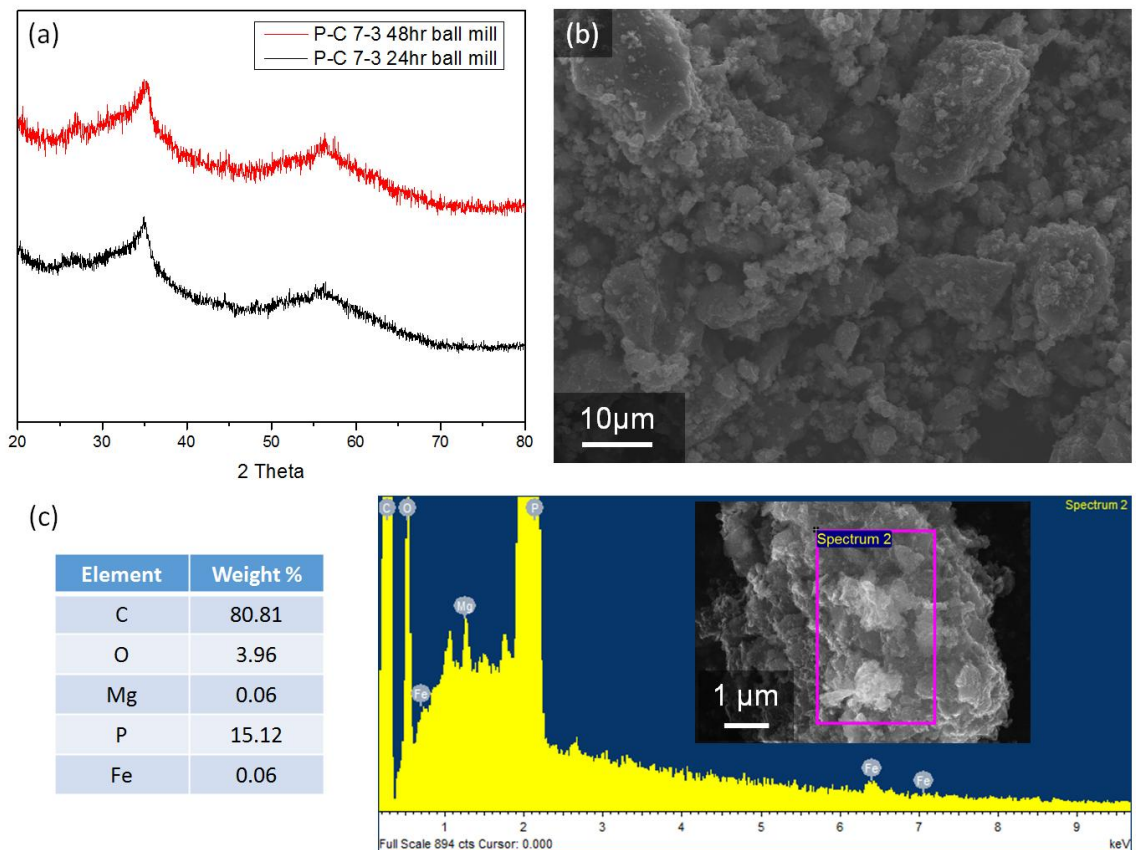 (a)
P-C 7-3 48hr ball mill
P-C 7-3 24hr ball mill
20 30 40 50 60 70 80
2 Theta
(b)
10μm
(c)
Element Weight %
C 80.81
O 3.96
Mg 0.06
P 15.12
Fe 0.06
Spectrum 2
C O P
Mg
Fe
Fe
Fe
Spectrum 2
1 μm
1 2 3 4 5 6 7 8 9
Full Scale 894 cts Cursor: 0.000 keV